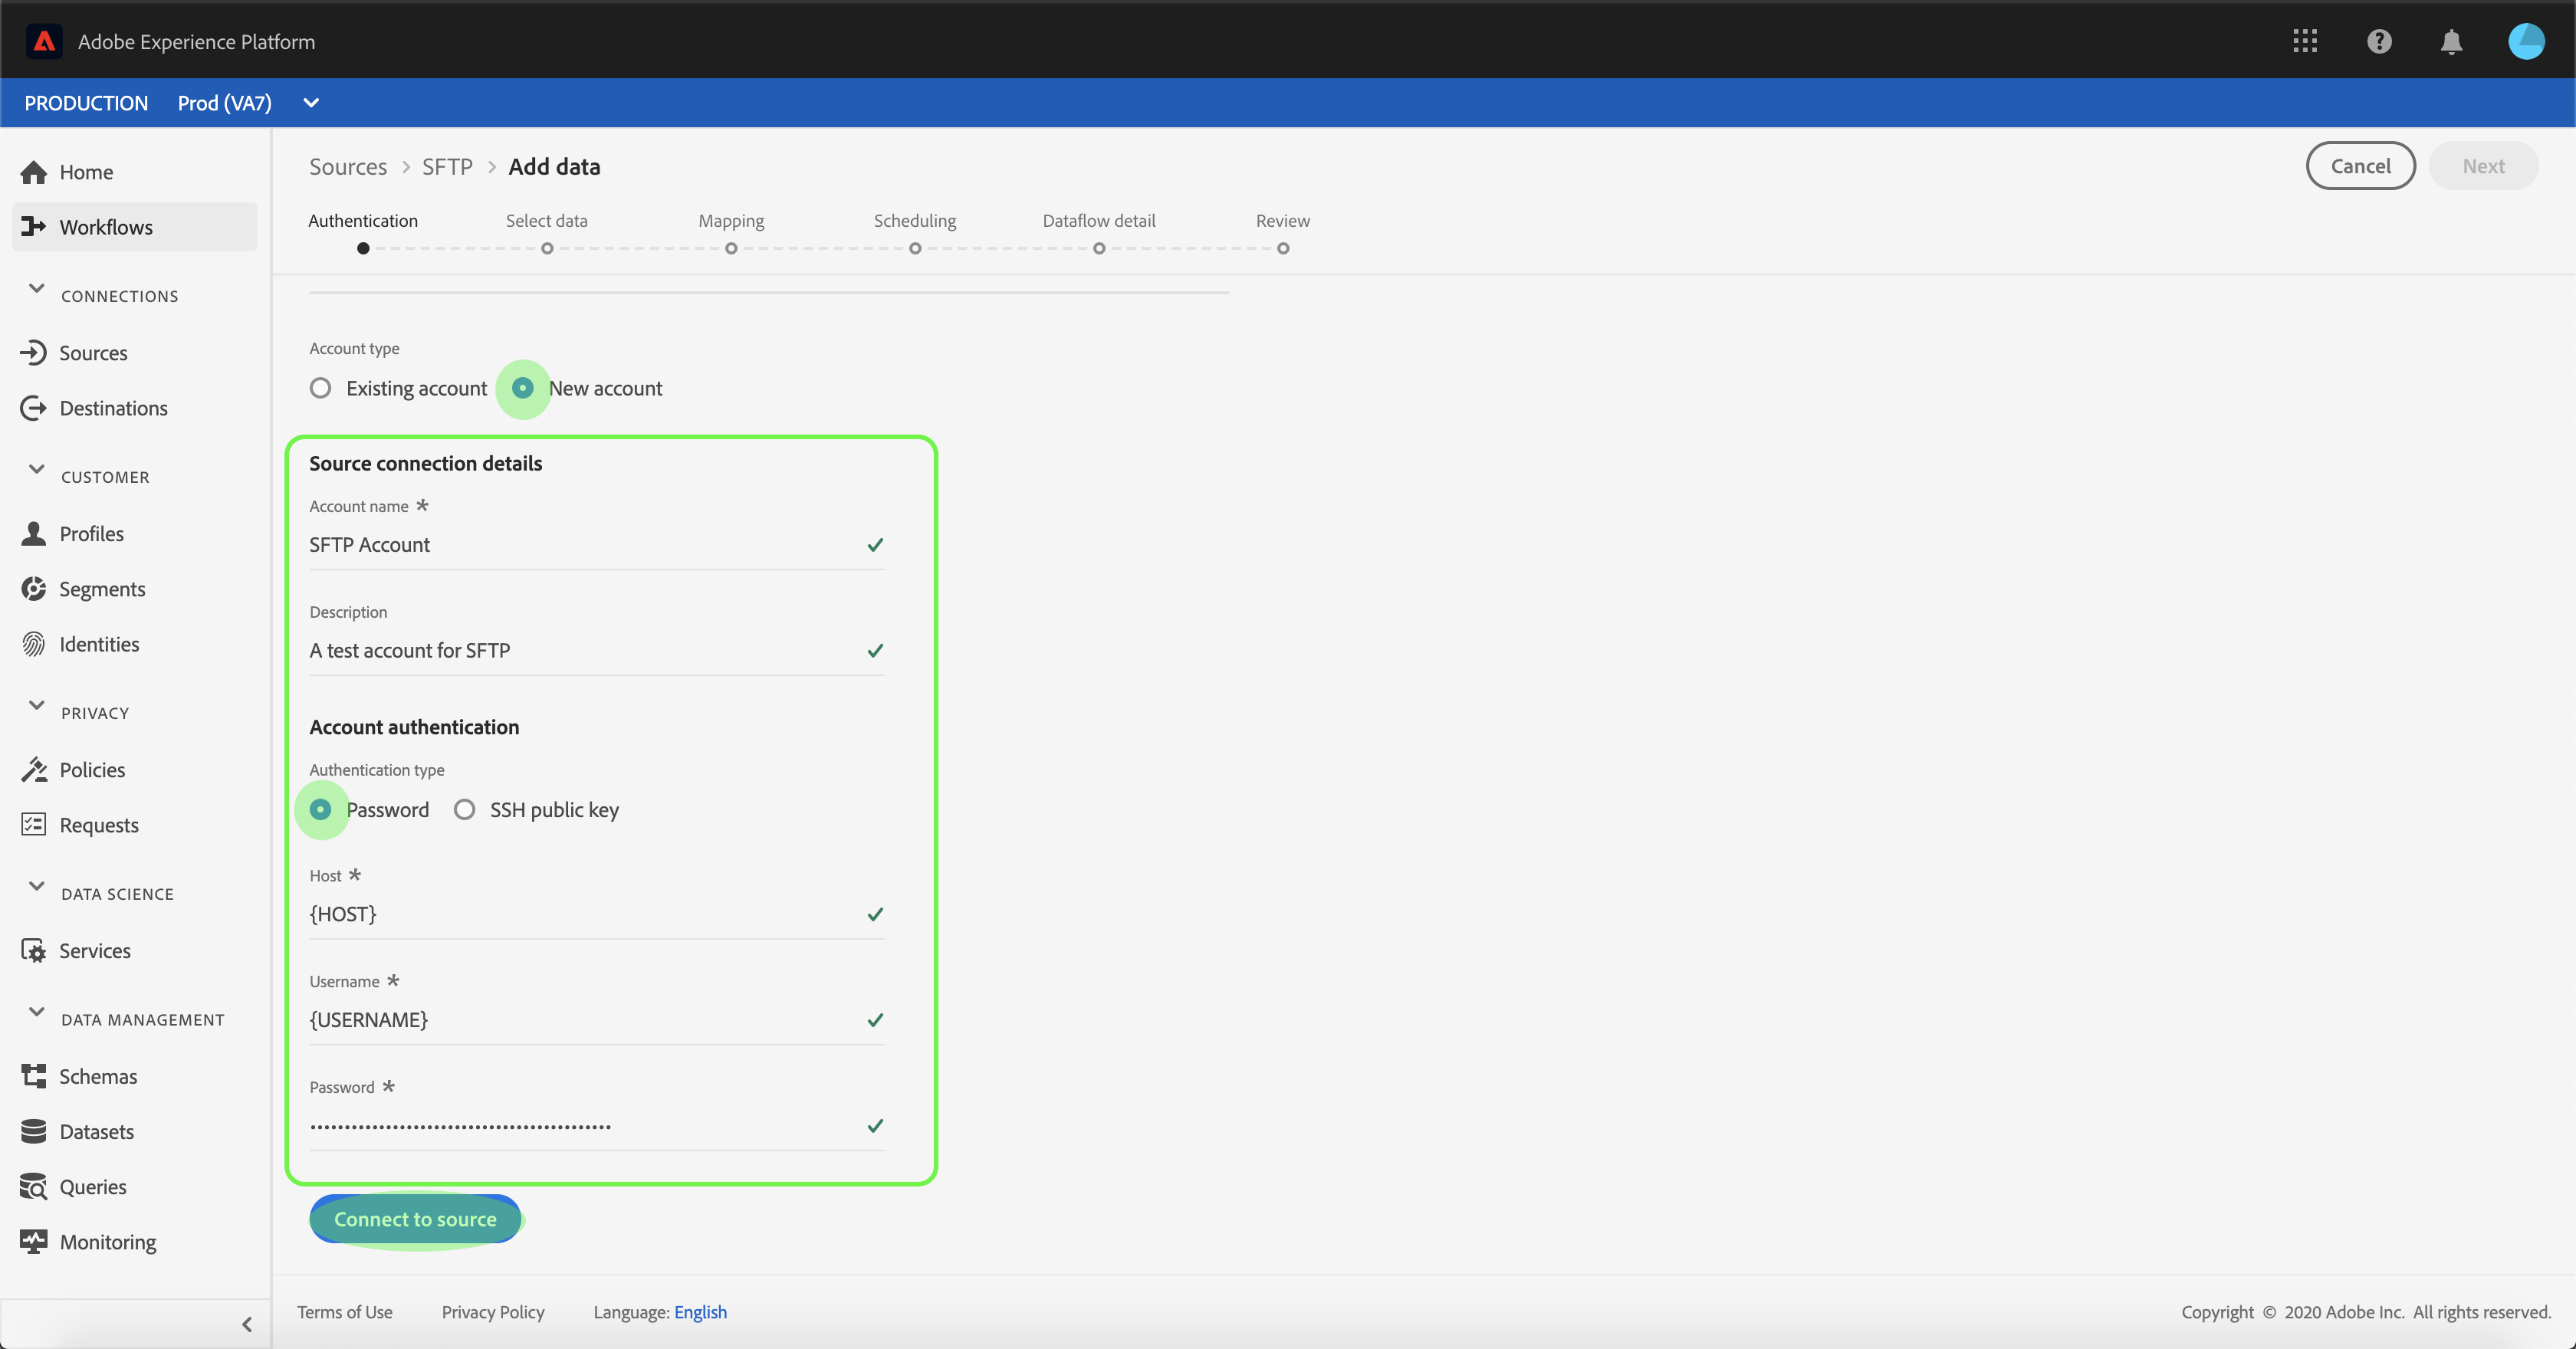 Adobe Experience Platform
PRODUCTION Prod (VA7)
Home
Workflows
CONNECTIONS
Sources
Destinations
CUSTOMER
Profiles
Segments
Identities
PRIVACY
Policies
Requests
DATA SCIENCE
Services
DATA MANAGEMENT
Schemas
Datasets
Queries
Monitoring
Sources > SFTP > Add data
Cancel Next
Authentication Select data Mapping Scheduling Dataflow detail Review
Account type
Existing account New account
Source connection details
Account name *
SFTP Account
Description
A test account for SFTP
Account authentication
Authentication type
Password SSH public key
Host *
{HOST}
Username *
{USERNAME}
Password *
Connect to source
Terms of Use Privacy Policy Language: English
Copyright © 2020 Adobe Inc. All rights reserved.